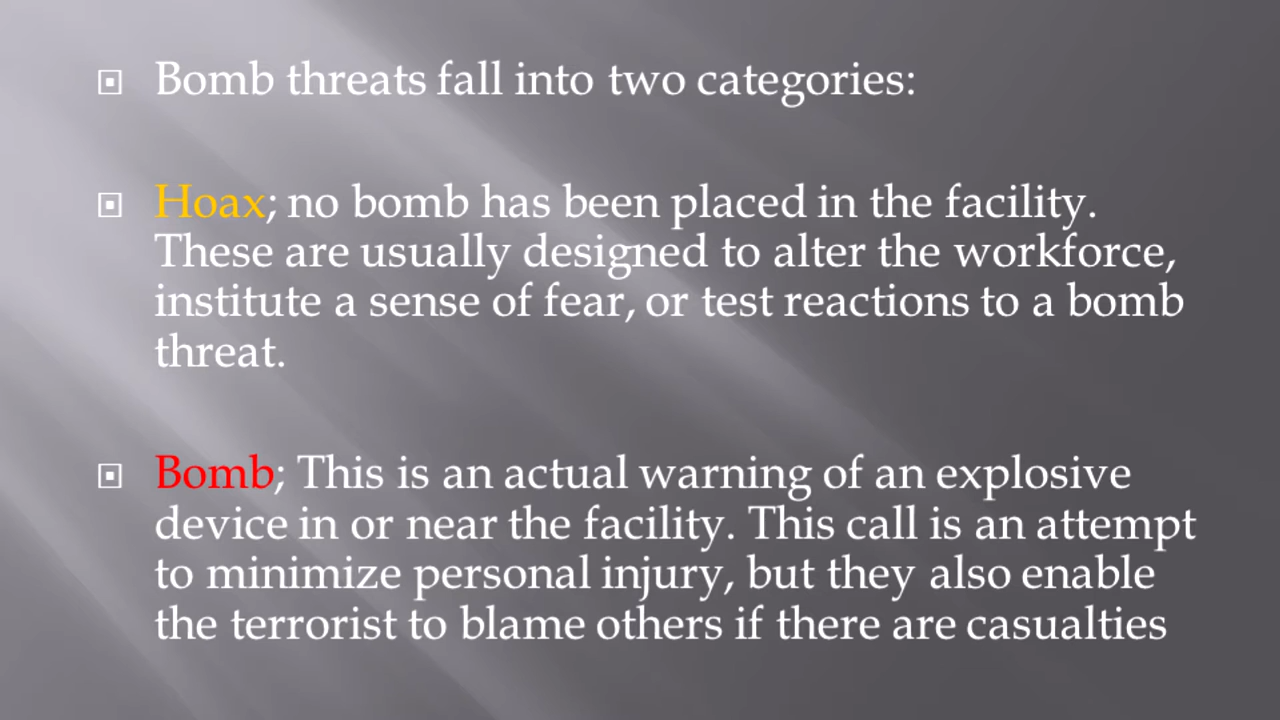 Bomb threats fall into two categories:
Hoax; no bomb has been placed in the facility.
These are usually designed to alter the workforce,
institute a sense of fear, or test reactions to a bomb
threat.
Bomb; This is an actual warning of an explosive
device in or near the facility. This call is an attempt
to minimize personal injury, but they also enable
the terrorist to blame others if there are casualties